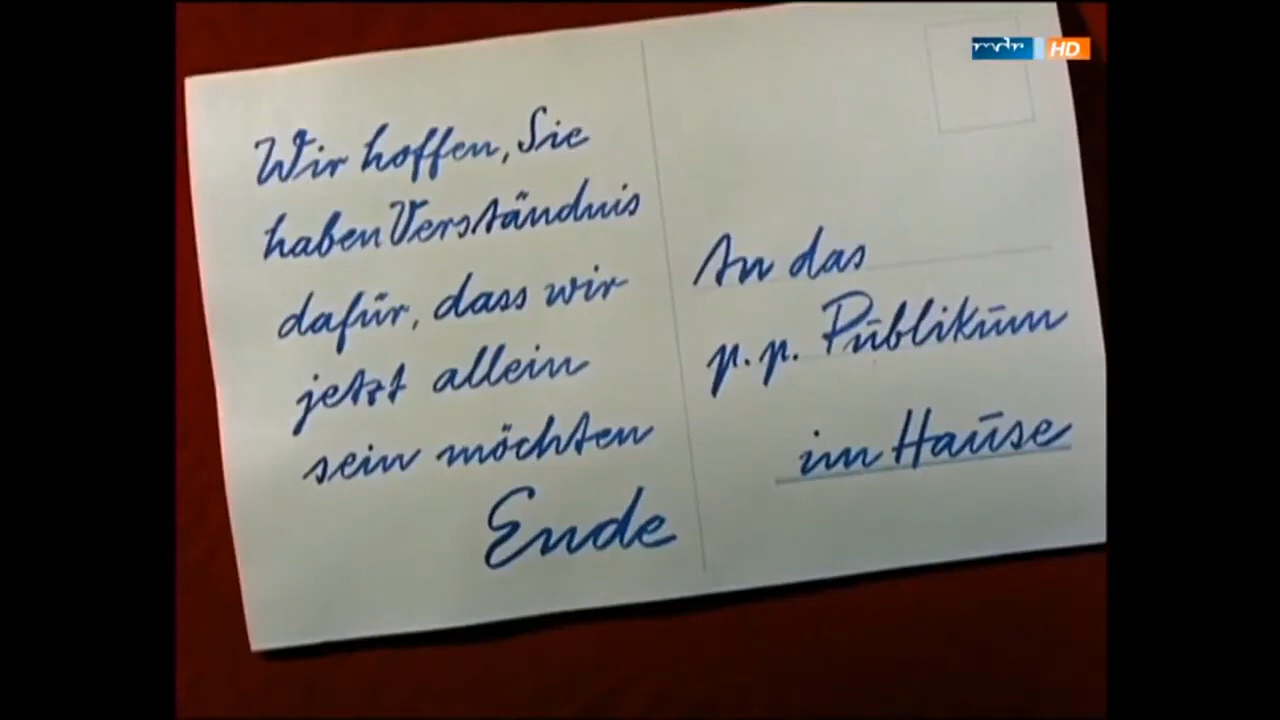 Wir hoffen, Sie
haben Verständnis
dafür, dass wir
jetzt allein
sein möchten
Ende
An das
p.p. Publikum
im Hause
mdr HD